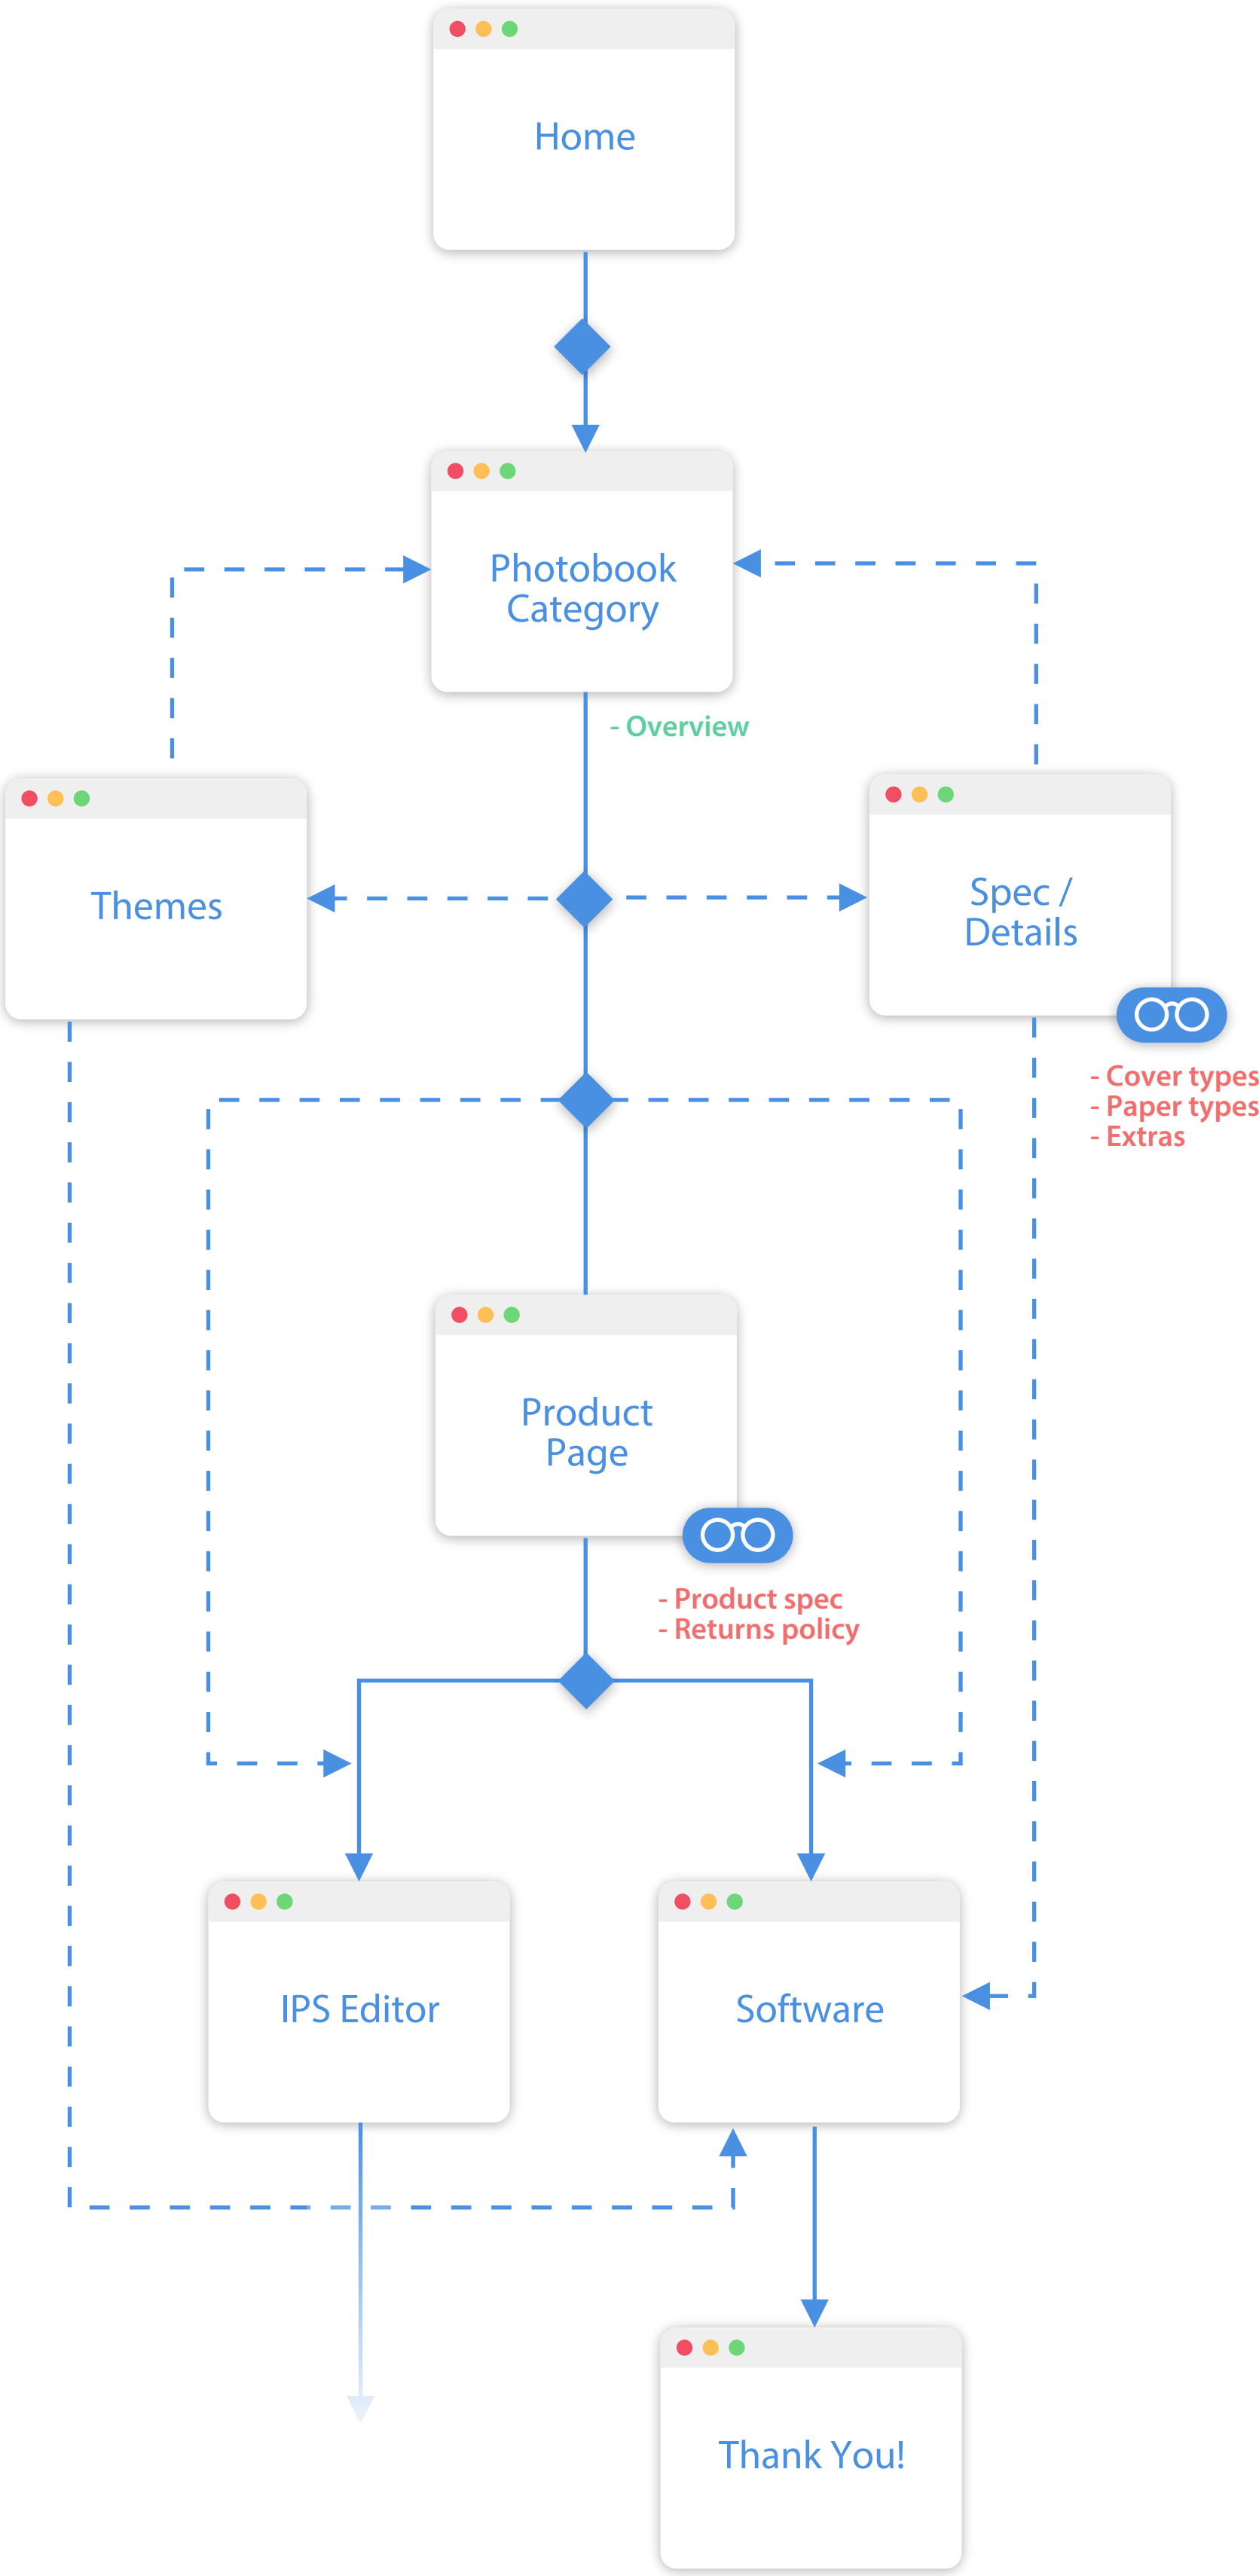 Home
Photobook
Category
- Overview
Themes
Spec /
Details
- Cover types
- Paper types
- Extras
Product
Page
- Product spec
- Returns policy
IPS Editor
Software
Thank You!